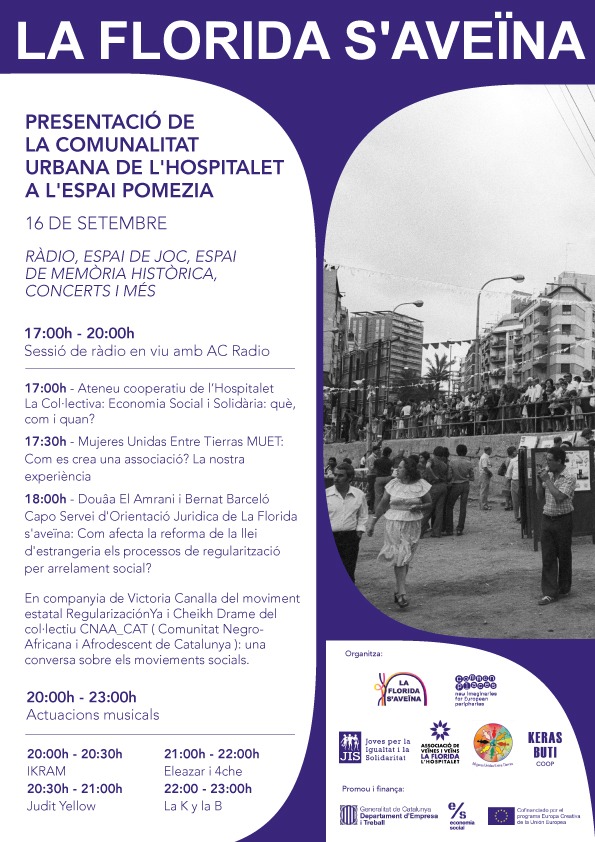 LA FLORIDA S'AVEÏNA
PRESENTACIÓ DE
LA COMUNALITAT
URBANA DE L'HOSPITALET
A L'ESPAI POMEZIA
16 DE SETEMBRE
RÀDIO, ESPAI DE JOC, ESPAI
DE MEMÒRIA HISTÒRICA,
CONCERTS I MÉS
17:00h - 20:00h
Sessió de ràdio en viu amb AC Radio
17:00h - Ateneu cooperatiu de l'Hospitalet
La Col·lectiva: Economia Social i Solidària: què,
com i quan?
17:30h - Mujeres Unidas Entre Tierras MUET:
Com es crea una associació? La nostra
experiència
18:00h - Douâa El Amrani i Bernat Barceló
Capo Servei d'Orientació Juridica de La Florida
s'aveïna: Com afecta la reforma de la llei
d'estrangeria els processos de regularització
per arrelament social?
En companyia de Victoria Canalla del moviment
estatal RegularizaciónYa i Cheikh Drame del
col·lectiu CNAA_CAT ( Comunitat Negro-
Africana i Afrodescent de Catalunya ): una
conversa sobre els moviements socials.
20:00h - 23:00h
Actuacions musicals
20:00h - 20:30h
IKRAM
20:30h - 21:00h
Judit Yellow
21:00h - 22:00h
Eleazar i 4che
22:00 - 23:00h
La K y la B
Organitza:
LA
FLORIDA
S'AVEÏNA
new imaginaries
for European
peripheries
JIS
Joves per la
Igualtat i la
Solidaritat
ASSOCIACIÓ DE
VEÏNES I VEÏNS
LA FLORIDA
L'HOSPITALET
Mujeres Unidas Entre Tierras
KERAS
BUTI
COOP
Promou i finança:
Generalitat de Catalunya
Departament d'Empresa
i Treball
e/s
economia
social
Cofinanciado por el
programa Europa Creativa
de la Unión Europea